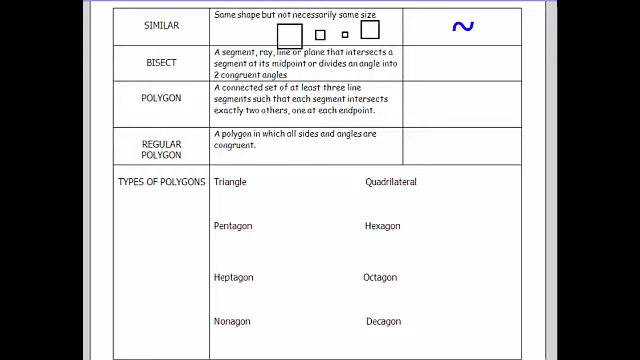 SIMILAR
Same shape but not necessarily same size
~
BISECT
A segment, ray, line or plane that intersects a
segment at its midpoint or divides an angle into
2 congruent angles
POLYGON
A connected set of at least three line
segments such that each segment intersects
exactly two others, one at each endpoint.
REGULAR
POLYGON
A polygon in which all sides and angles are
congruent.
TYPES OF POLYGONS
Triangle Quadrilateral
Pentagon Hexagon
Heptagon Octagon
Nonagon Decagon